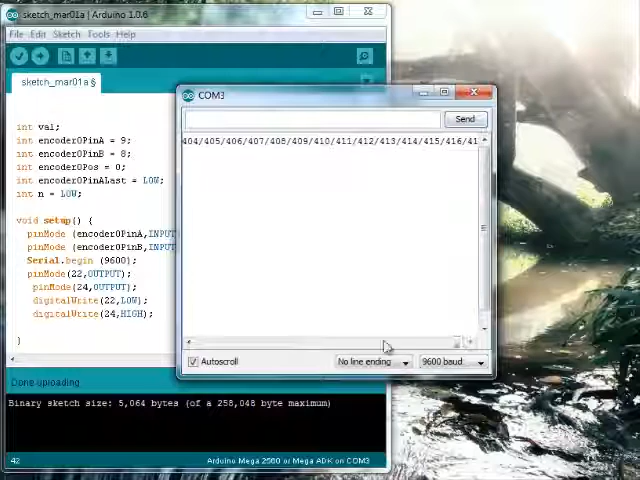 sketch_mar01a | Arduino 1.0.6
File Edit Sketch Tools Help
sketch_mar01a §
int val;
int encoder0PinA = 9;
int encoder0PinB = 8;
int encoder0Pos = 0;
int encoder0PinALast = LOW;
int n = LOW;
void setup() {
pinMode (encoder0PinA,INPUT
pinMode (encoder0PinB,INPUT
Serial.begin (9600);
pinMode(22,OUTPUT);
pinMode(24,OUTPUT);
digitalWrite(22,LOW);
digitalWrite(24,HIGH);
}
COM3
Send
404/405/406/407/408/409/410/411/412/413/414/415/416/41
Autoscroll
No line ending
9600 baud
Done uploading
Binary sketch size: 5,064 bytes (of a 258,048 byte maximum)
42
Arduino Mega 2560 or Mega ADK on COM3